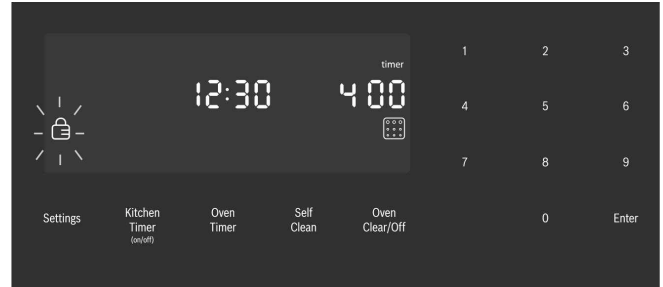 timer
12:30 4 00
1 2 3
4 5 6
7 8 9
0 Enter
Settings
Kitchen
Timer
(on/off)
Oven
Timer
Self
Clean
Oven
Clear/Off